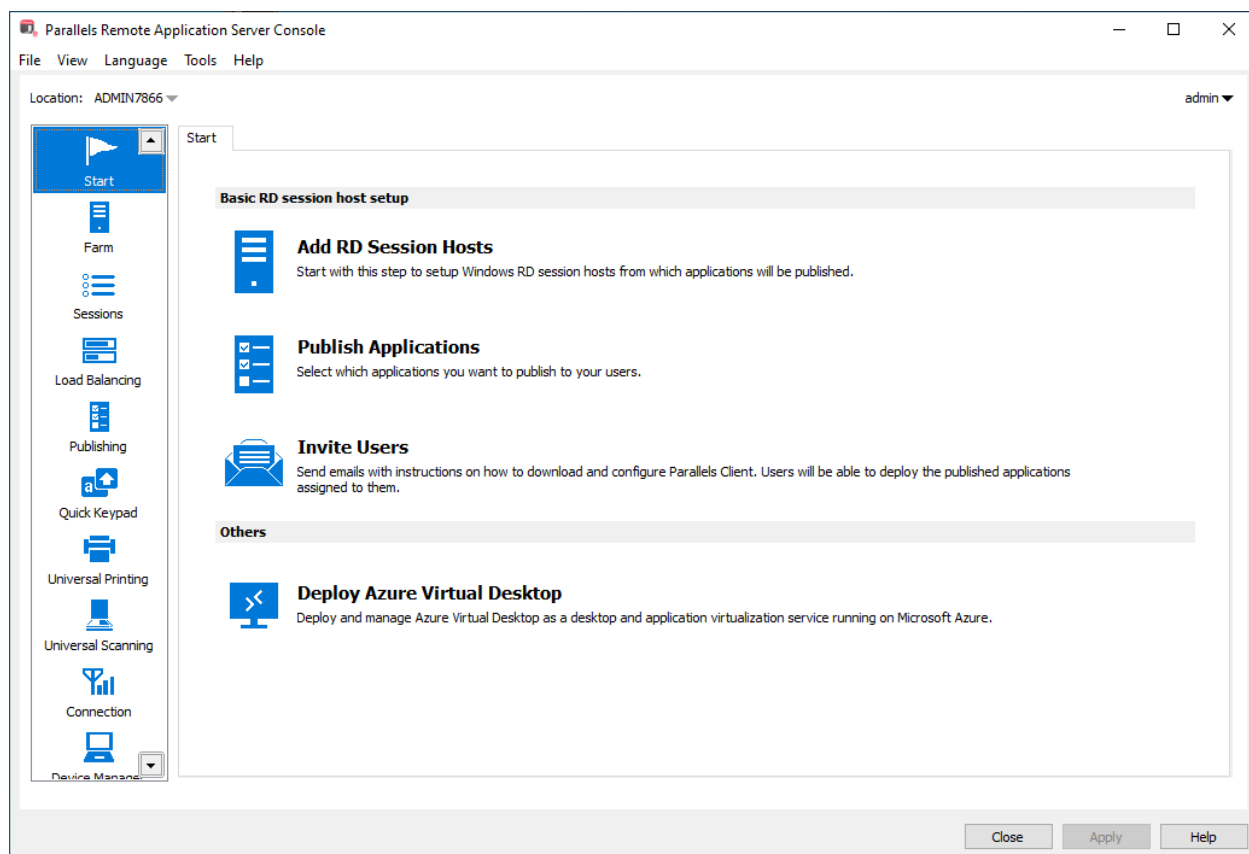 Parallels Remote Application Server Console
File View Language Tools Help
Location: ADMIN7866
admin
Start
Farm
Sessions
Load Balancing
Publishing
a
Quick Keypad
Universal Printing
Universal Scanning
Connection
Device Manage
Start
Basic RD session host setup
Add RD Session Hosts
Start with this step to setup Windows RD session hosts from which applications will be published.
Publish Applications
Select which applications you want to publish to your users.
Invite Users
Send emails with instructions on how to download and configure Parallels Client. Users will be able to deploy the published applications
assigned to them.
Others
Deploy Azure Virtual Desktop
Deploy and manage Azure Virtual Desktop as a desktop and application virtualization service running on Microsoft Azure.
Close Apply Help